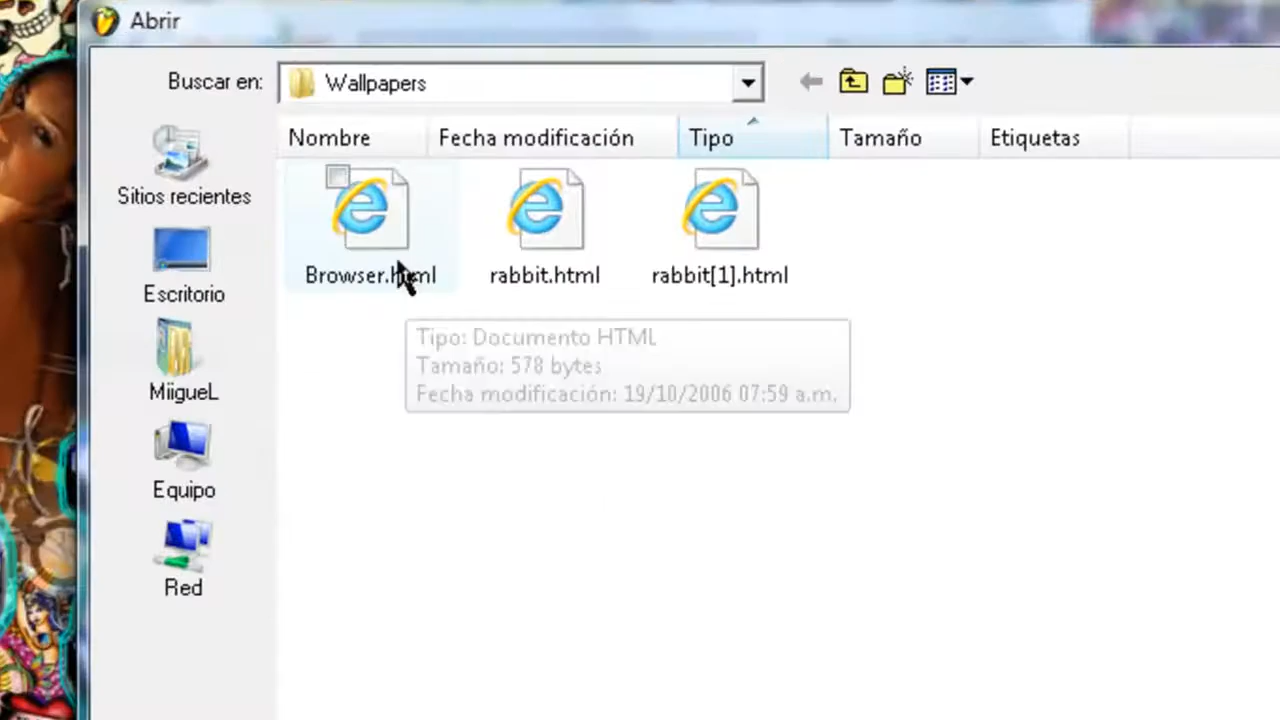 Abrir
Buscar en:
Wallpapers
Nombre
Fecha modificación
Tipo
Tamaño
Etiquetas
Sitios recientes
Escritorio
MiigueL
Equipo
Red
Browser.html
rabbit.html
rabbit[1].html
Tipo: Documento HTML
Tamaño: 578 bytes
Fecha modificación: 19/10/2006 07:59 a.m.